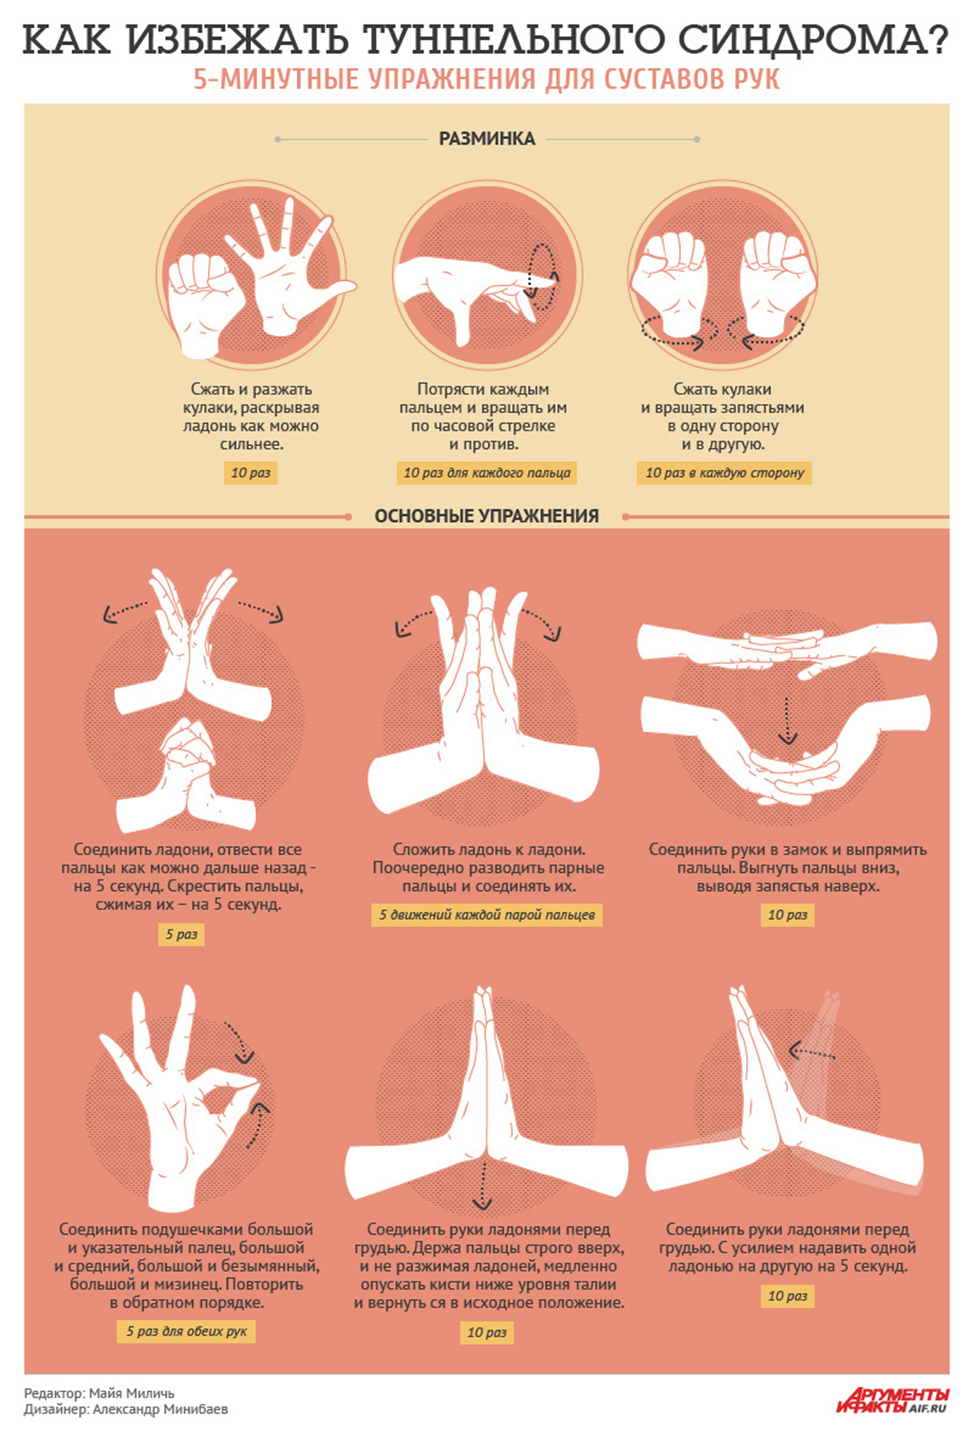 КАК ИЗБЕЖАТЬ ТУННЕЛЬНОГО СИНДРОМА?
5-МИНУТНЫЕ УПРАЖНЕНИЯ ДЛЯ СУСТАВОВ РУК
РАЗМИНКА
Сжать и разжать
кулаки, раскрывая
ладонь как можно
сильнее.
10 раз
Потрясти каждым
пальцем и вращать им
по часовой стрелке
и против.
10 раз для каждого пальца
Сжать кулаки
и вращать запястьями
в одну сторону
и в другую.
10 раз в каждую сторону
ОСНОВНЫЕ УПРАЖНЕНИЯ
Соединить ладони, отвести все
пальцы как можно дальше назад -
на 5 секунд. Скрестить пальцы,
сжимая их – на 5 секунд.
5 раз
Сложить ладонь к ладони.
Поочередно разводить парные
пальцы и соединять их.
5 движений каждой парой пальцев
Соединить руки в замок и выпрямить
пальцы. Выгнуть пальцы вниз,
выводя запястья наверх.
10 раз
Соединить подушечками большой
и указательный палец, большой
и средний, большой и безымянный,
большой и мизинец. Повторить
в обратном порядке.
5 раз для обеих рук
Соединить руки ладонями перед
грудью. Держа пальцы строго вверх,
и не разжимая ладоней, медленно
опускать кисти ниже уровня талии
и вернуть ся в исходное положение.
10 раз
Соединить руки ладонями перед
грудью. С усилием надавить одной
ладонью на другую на 5 секунд.
10 раз
Редактор: Майя Миличь
Дизайнер: Александр Минибаев
АРГУМЕНТЫ
И ФАКТЫ AIF.RU